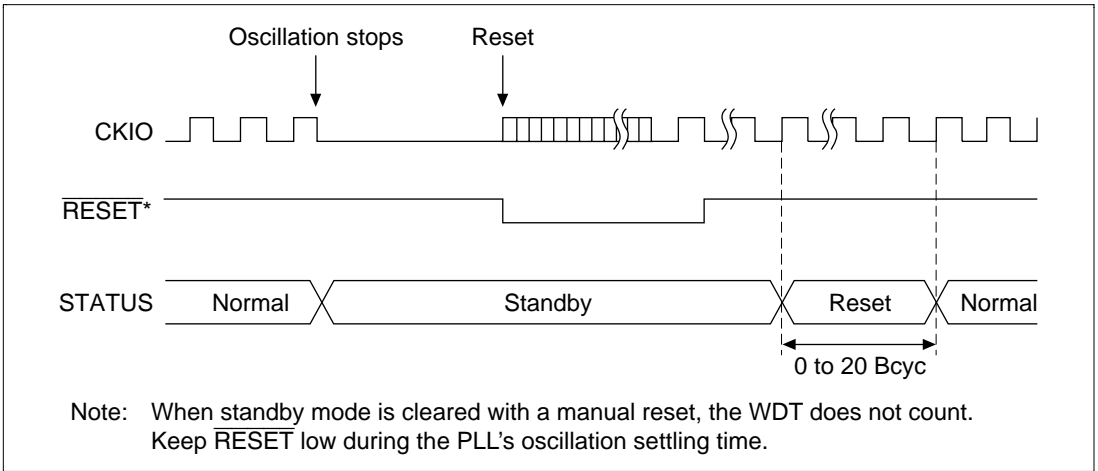 Oscillation stops Reset
CKIO
RESET*
STATUS Normal Standby Reset Normal
0 to 20 Bcyc
Note: When standby mode is cleared with a manual reset, the WDT does not count.
Keep RESET low during the PLL's oscillation settling time.